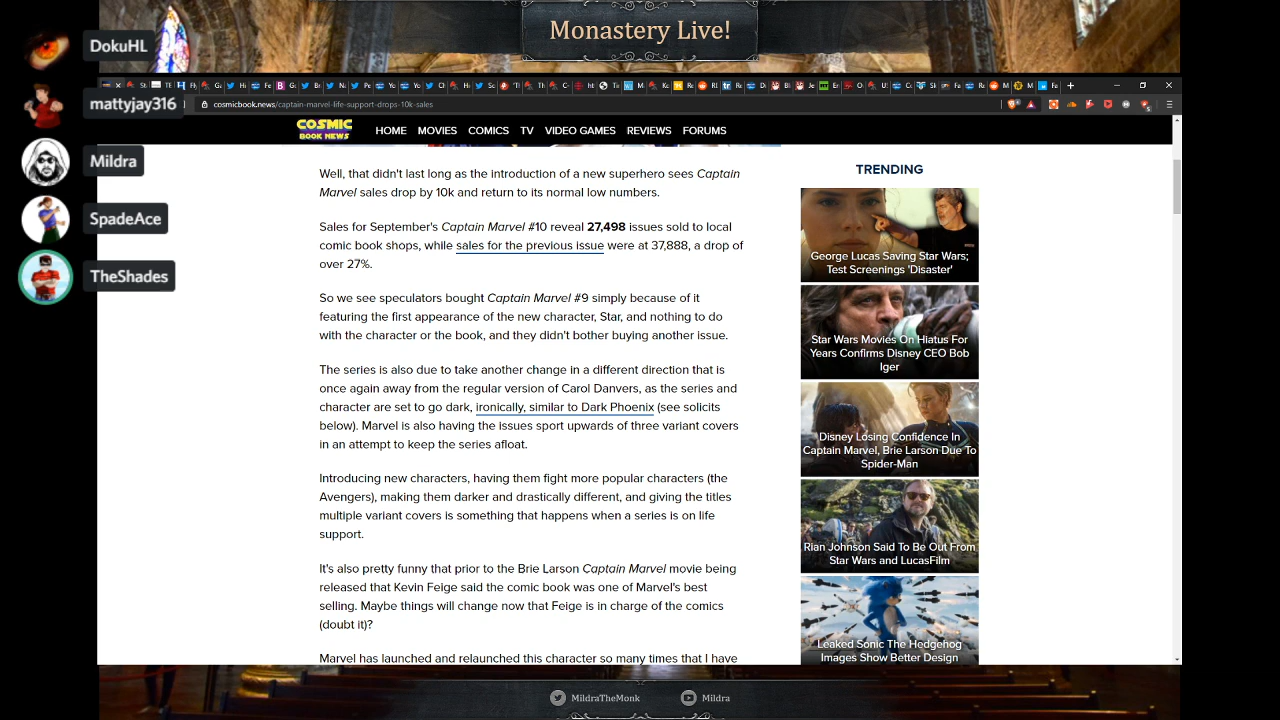 Monastery Live!
DokuHL
mattyjay316
Mildra
SpadeAce
TheShades
cosmicbook.news/captain-marvel-life-support-drops-10k-sales
COSMIC
BOOK NEWS
HOME MOVIES COMICS TV VIDEO GAMES REVIEWS FORUMS
Well, that didn't last long as the introduction of a new superhero sees Captain
Marvel sales drop by 10k and return to its normal low numbers.
Sales for September's Captain Marvel #10 reveal 27,498 issues sold to local
comic book shops, while sales for the previous issue were at 37,888, a drop of
over 27%.
So we see speculators bought Captain Marvel #9 simply because of it
featuring the first appearance of the new character, Star, and nothing to do
with the character or the book, and they didn't bother buying another issue.
The series is also due to take another change in a different direction that is
once again away from the regular version of Carol Danvers, as the series and
character are set to go dark, ironically, similar to Dark Phoenix (see solicits
below). Marvel is also having the issues sport upwards of three variant covers
in an attempt to keep the series afloat.
Introducing new characters, having them fight more popular characters (the
Avengers), making them darker and drastically different, and giving the titles
multiple variant covers is something that happens when a series is on life
support.
It's also pretty funny that prior to the Brie Larson Captain Marvel movie being
released that Kevin Feige said the comic book was one of Marvel's best
selling. Maybe things will change now that Feige is in charge of the comics
(doubt it)?
Marvel has launched and relaunched this character so many times that I have
TRENDING
George Lucas Saving Star Wars;
Test Screenings 'Disaster'
Star Wars Movies On Hiatus For
Years Confirms Disney CEO Bob
Iger
Disney Losing Confidence In
Captain Marvel, Brie Larson Due To
Spider-Man
Rian Johnson Said To Be Out From
Star Wars and LucasFilm
Leaked Sonic The Hedgehog
Images Show Better Design
MildraTheMonk
Mildra